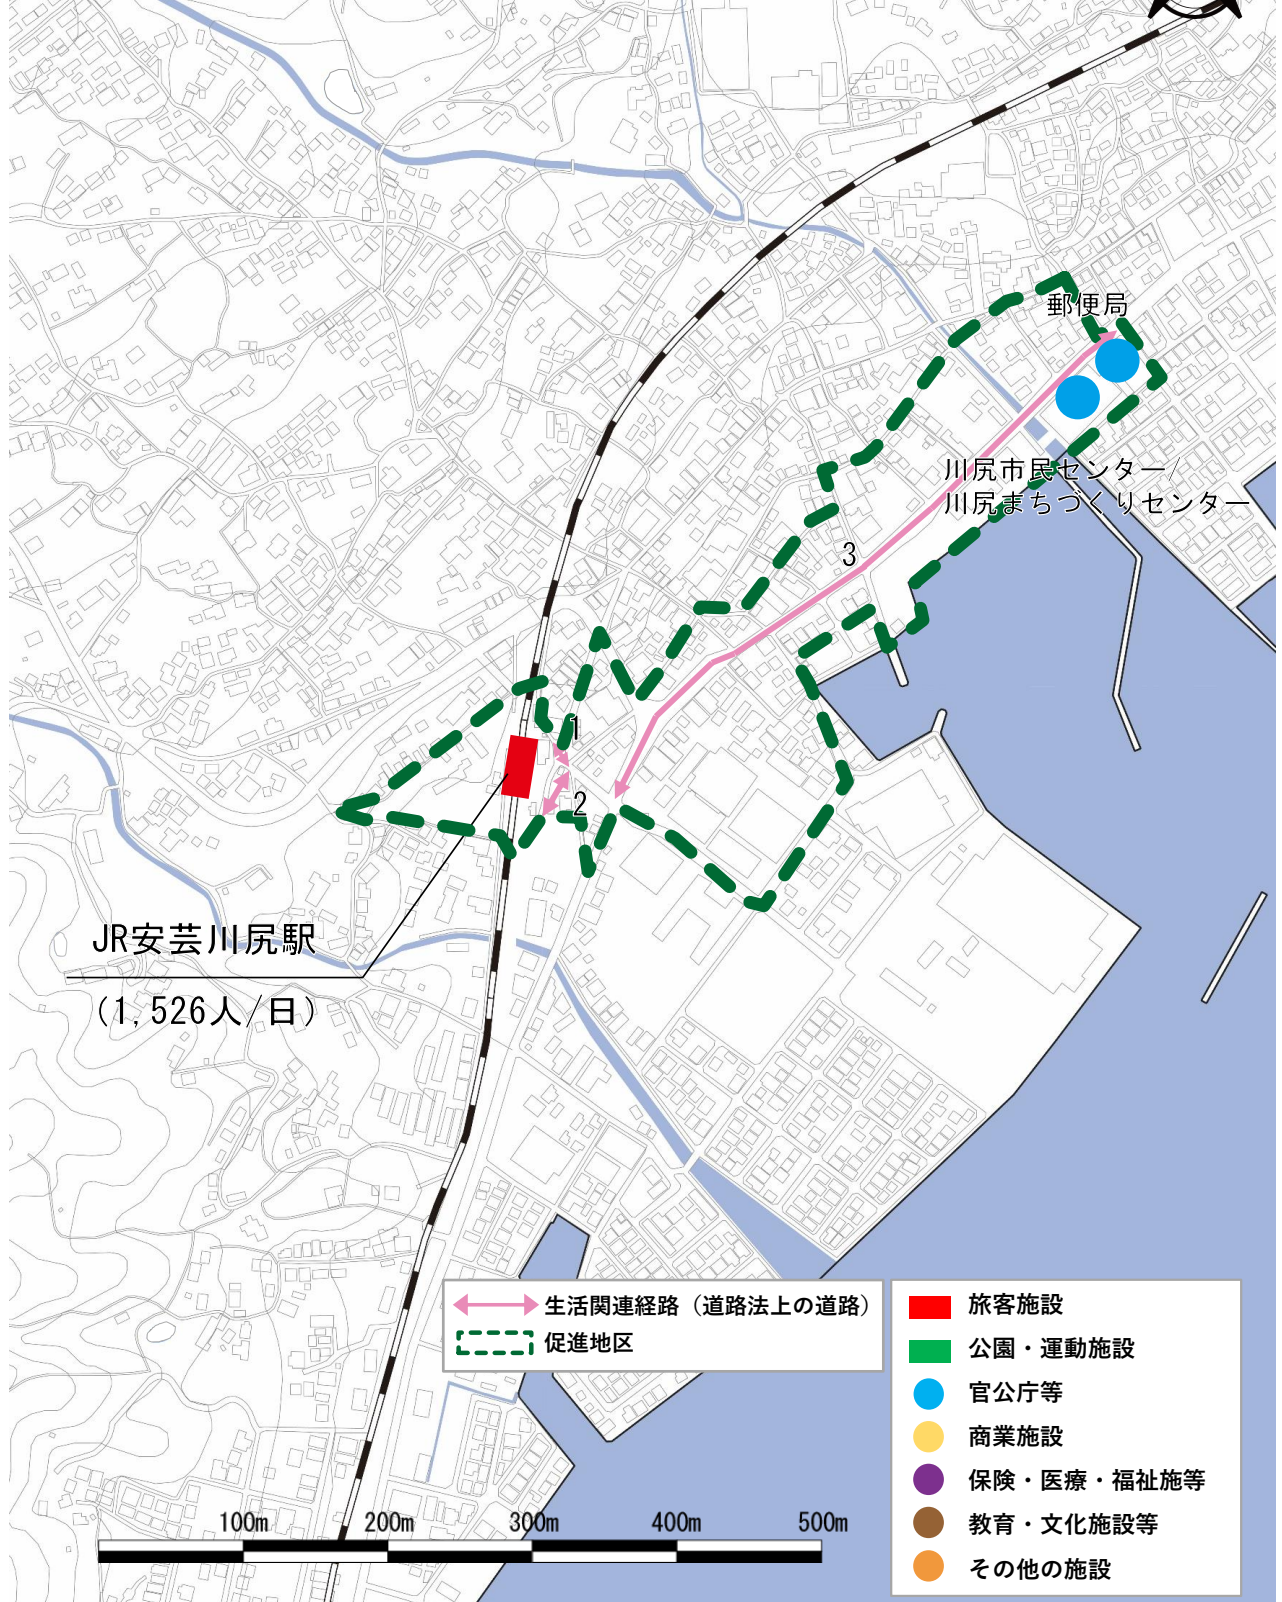 郵便局
川尻市民センター/
川尻まちづくりセンター
3
1
2
JR安芸川尻駅
(1,526人/日)
生活関連経路（道路法上の道路）
促進地区
旅客施設
公園・運動施設
官公庁等
商業施設
保険・医療・福祉施等
教育・文化施設等
その他の施設
100m 200m 300m 400m 500m